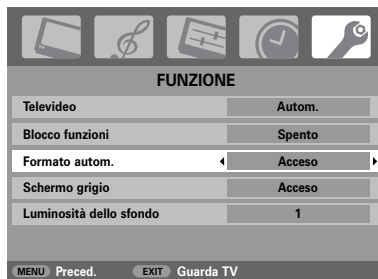 FUNZIONE
Televideo Autom.
Blocco funzioni Spento
Formato autom. Acceso
Schermo grigio Acceso
Luminosità dello sfondo 1
MENU Preced. EXIT Guarda TV